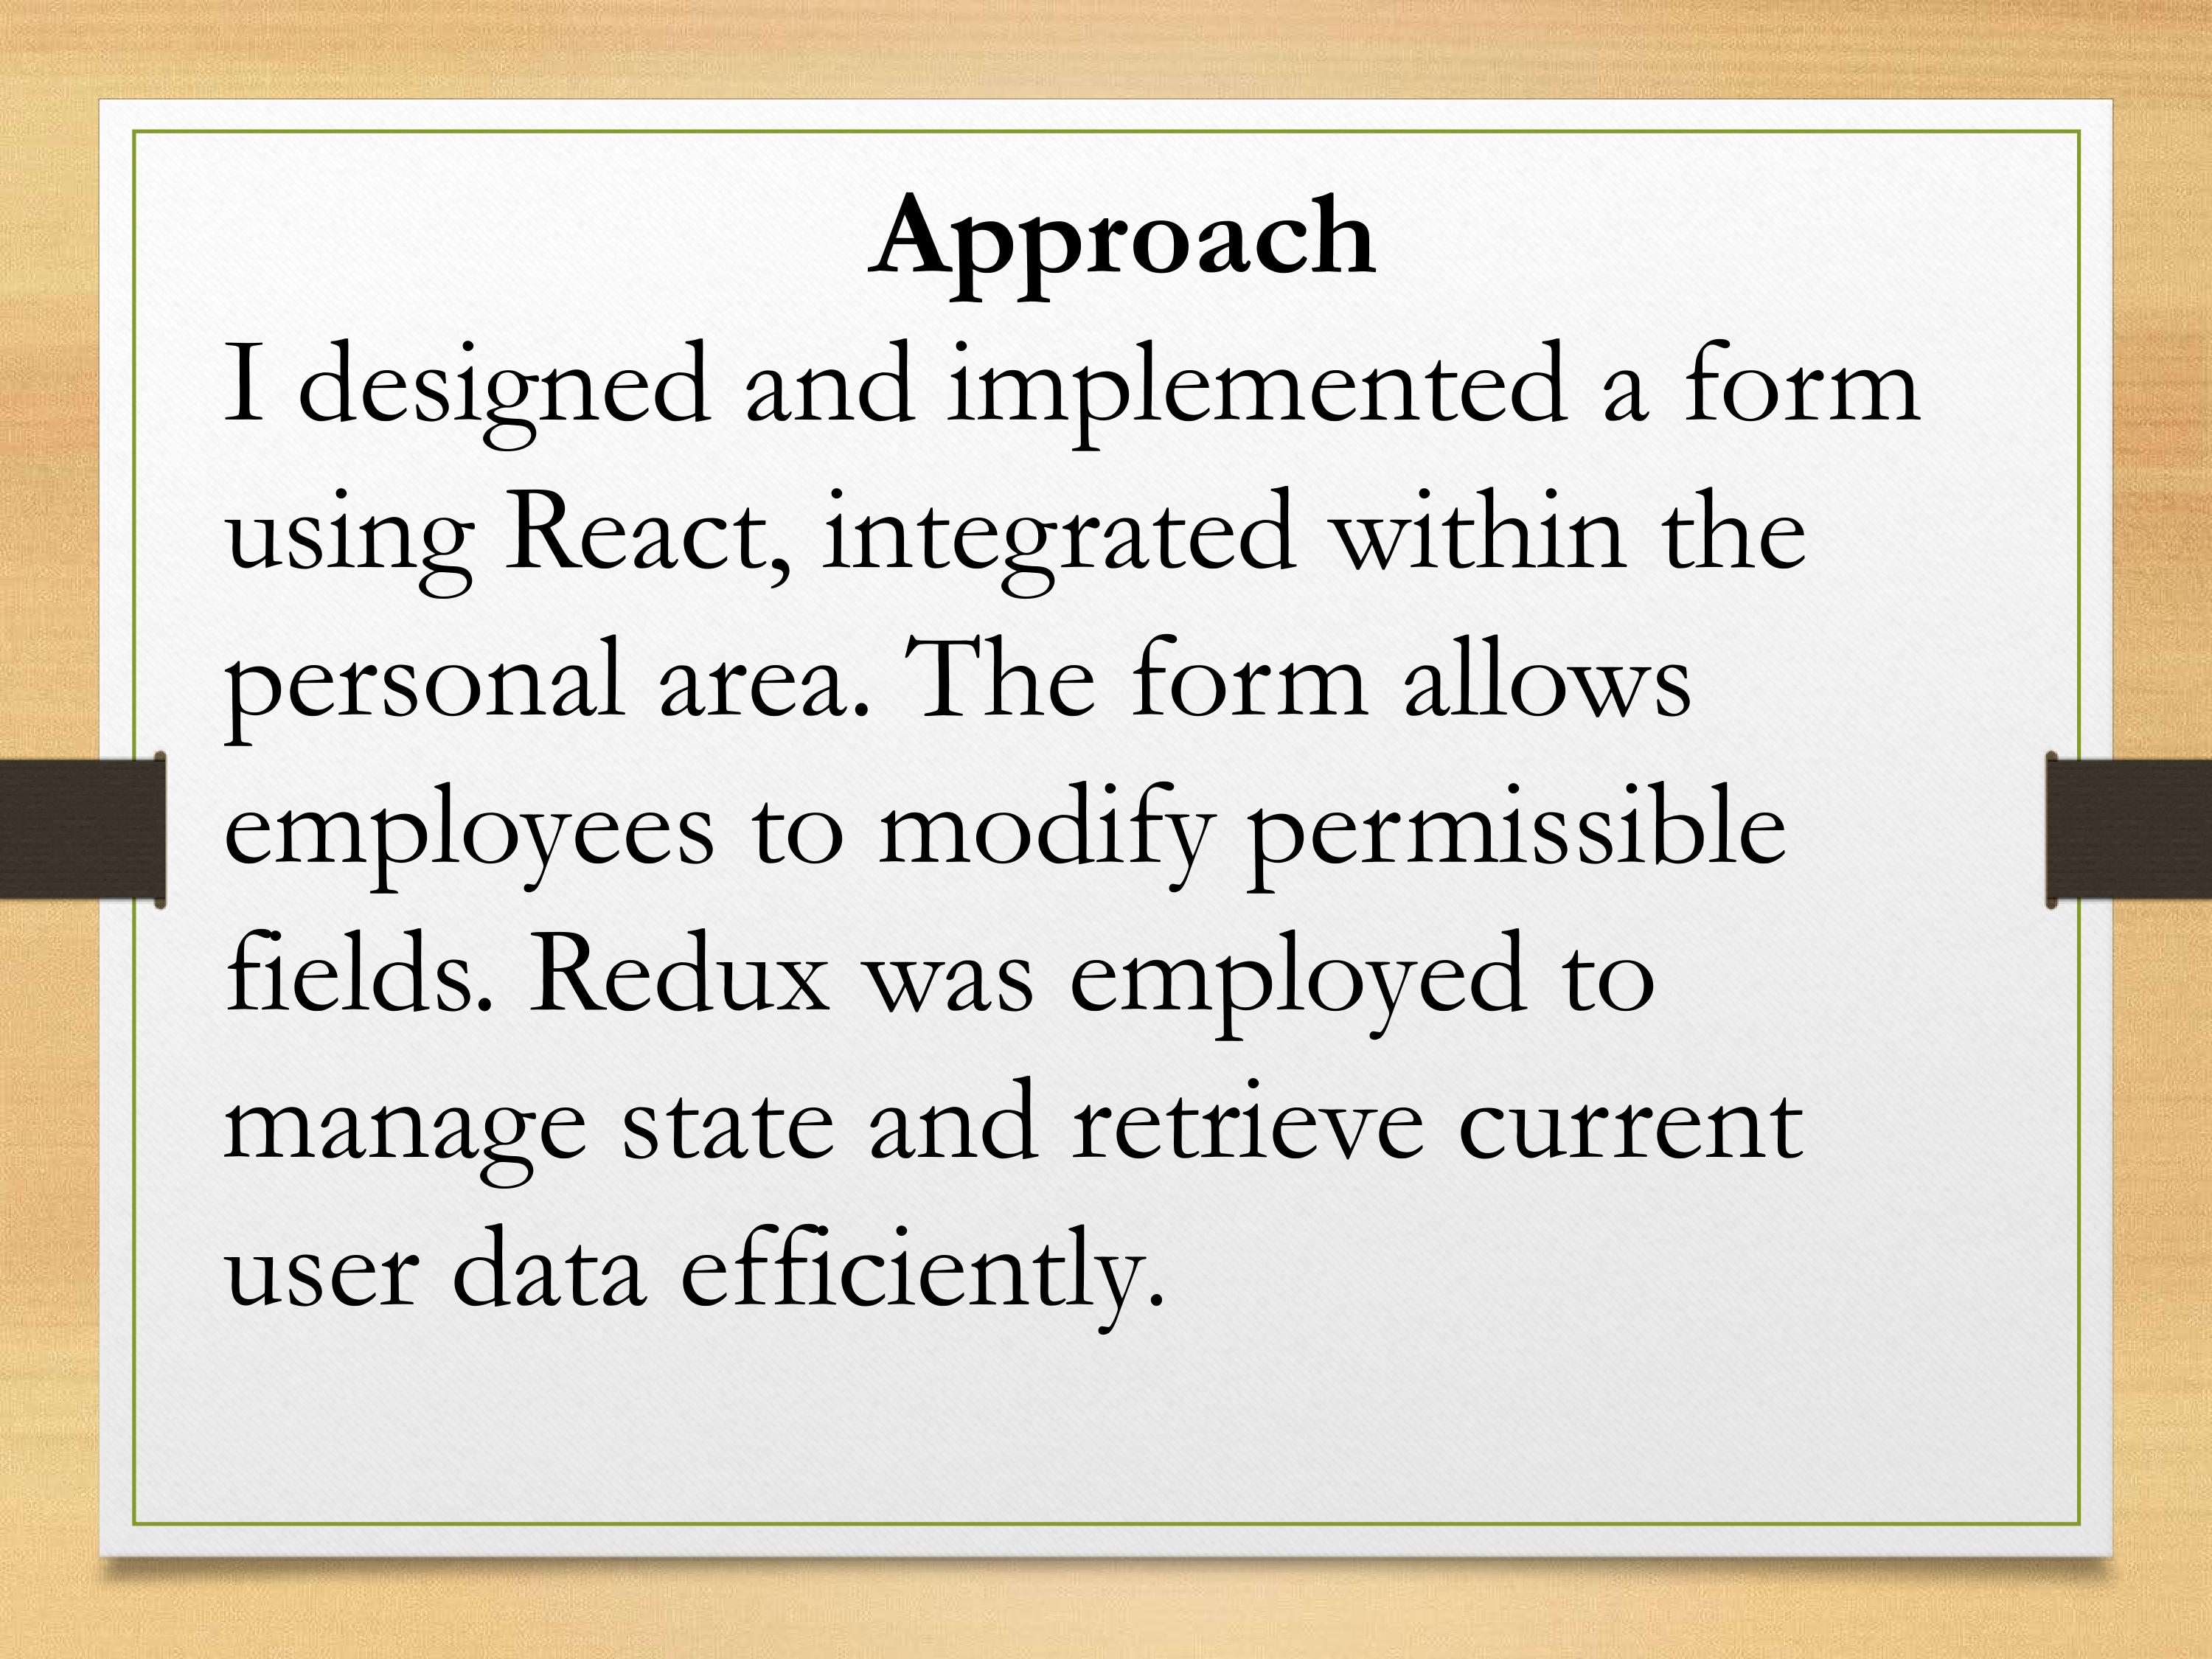 Approach
I designed and implemented a form
using React, integrated within the
personal area. The form allows
employees to modify permissible
fields. Redux was employed to
manage state and retrieve current
user data efficiently.